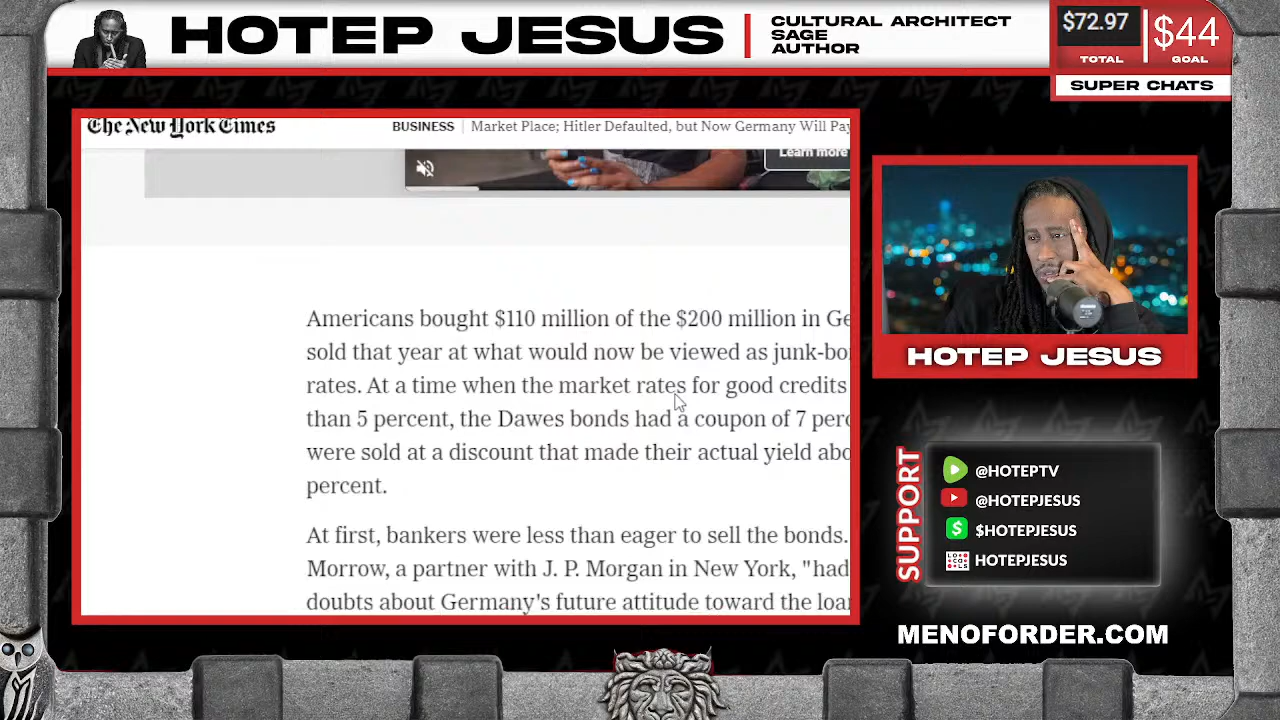 HOTEP JESUS
CULTURAL ARCHITECT
SAGE
AUTHOR
$72.97
TOTAL
$44
GOAL
SUPER CHATS
The New York Times
BUSINESS
Market Place; Hitler Defaulted, but Now Germany Will Pay
Learn more
Americans bought $110 million of the $200 million in Ge
sold that year at what would now be viewed as junk-bo
rates. At a time when the market rates for good credits
than 5 percent, the Dawes bonds had a coupon of 7 perc
were sold at a discount that made their actual yield abo
percent.
At first, bankers were less than eager to sell the bonds.
Morrow, a partner with J. P. Morgan in New York, "had
doubts about Germany's future attitude toward the loa
HOTEP JESUS
SUPPORT
@HOTEPTV
@HOTEPJESUS
$HOTEPJESUS
LOCALS
HOTEPJESUS
MENOFORDER.COM